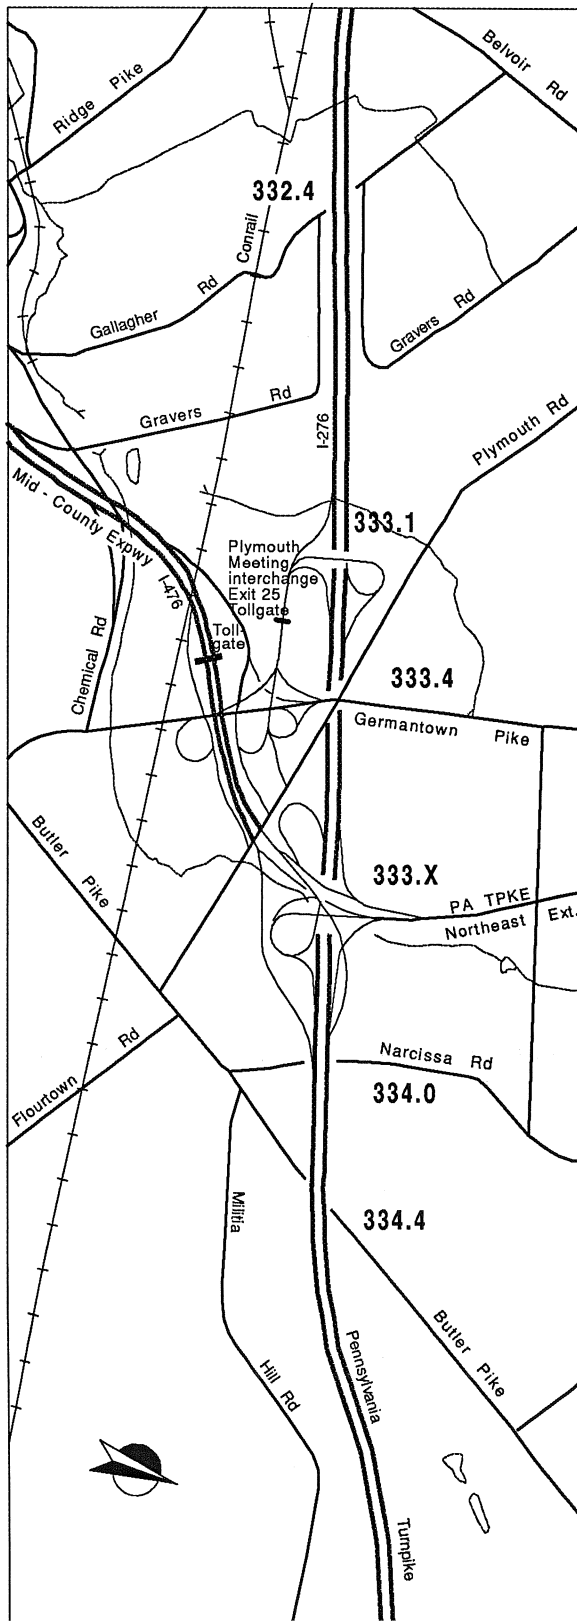 Ridge Pike
Belvoir Rd
332.4
Conrail
Gallagher Rd
Gravers Rd
Gravers Rd
I-276
Plymouth Rd
Mid - County Expwy
I-476
333.1
Plymouth
Meeting
interchange
Exit 25
Tollgate
Toll-
gate
Chemical Rd
333.4
Germantown Pike
Butler Pike
333.X
PA TPKE
Northeast Ext.
Flourtown Rd
Narcissa Rd
334.0
Militia
334.4
Hill Rd
Pennsylvania
Butler Pike
Turnpike